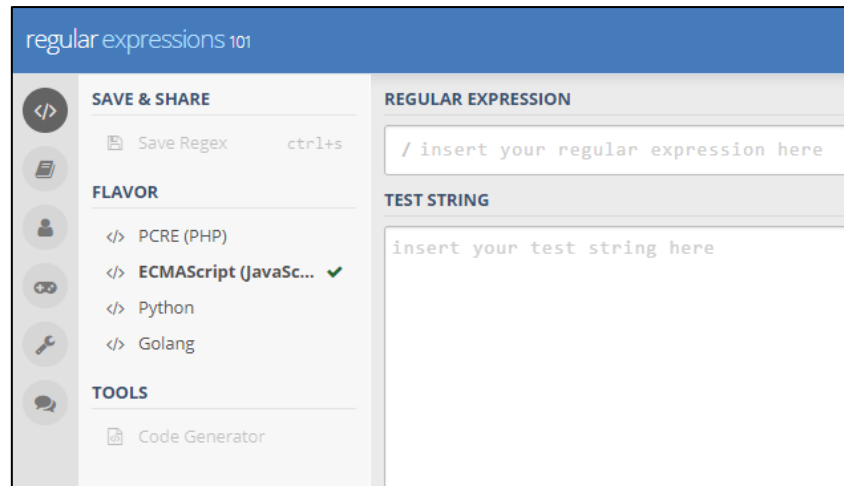 regular expressions 101
SAVE & SHARE
Save Regex ctrl+s
FLAVOR
</> PCRE (PHP)
</> ECMAScript (JavaSc...
</> Python
</> Golang
TOOLS
Code Generator
REGULAR EXPRESSION
/ insert your regular expression here
TEST STRING
insert your test string here